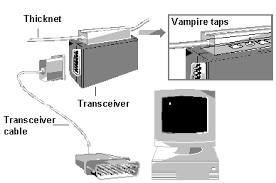 Thicknet
Vampire taps
Transceiver
Transceiver
cable